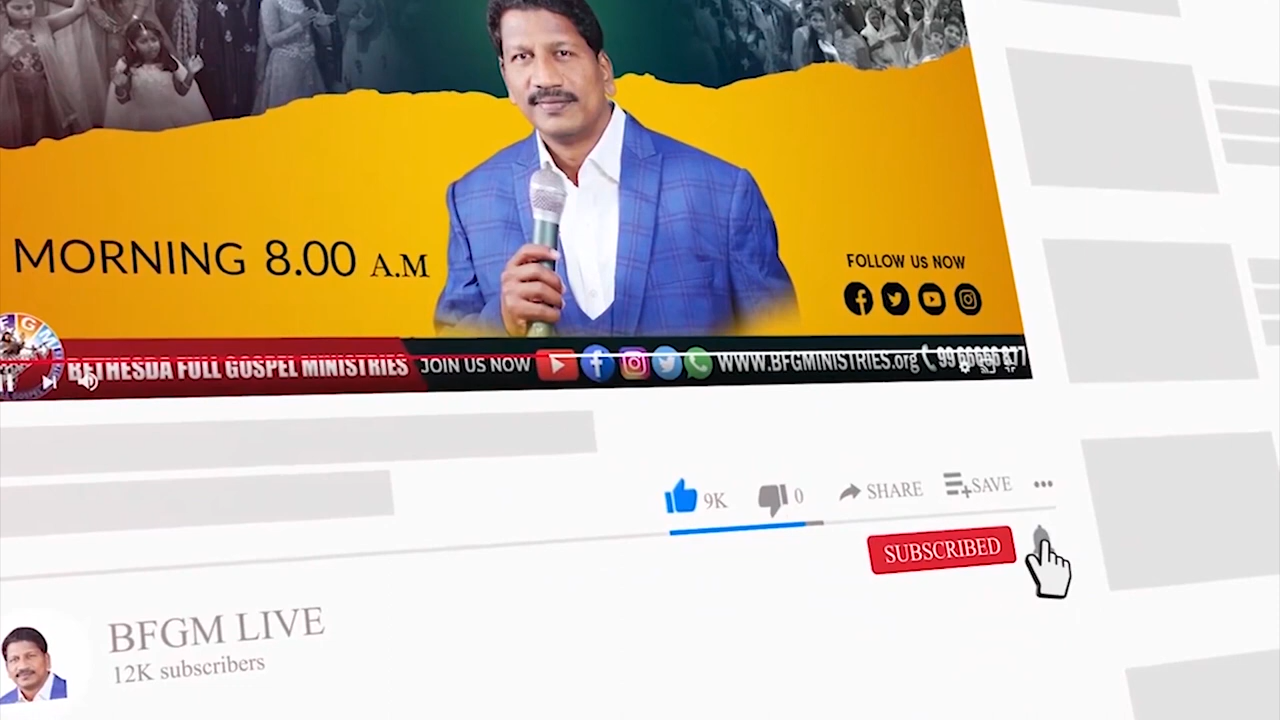 MORNING 8.00 A.M
FOLLOW US NOW
BETHESDA FULL GOSPEL MINISTRIES JOIN US NOW WWW.BFGMINISTRIES.org
9K 0 SHARE SAVE
SUBSCRIBED
BFGM LIVE
12K subscribers